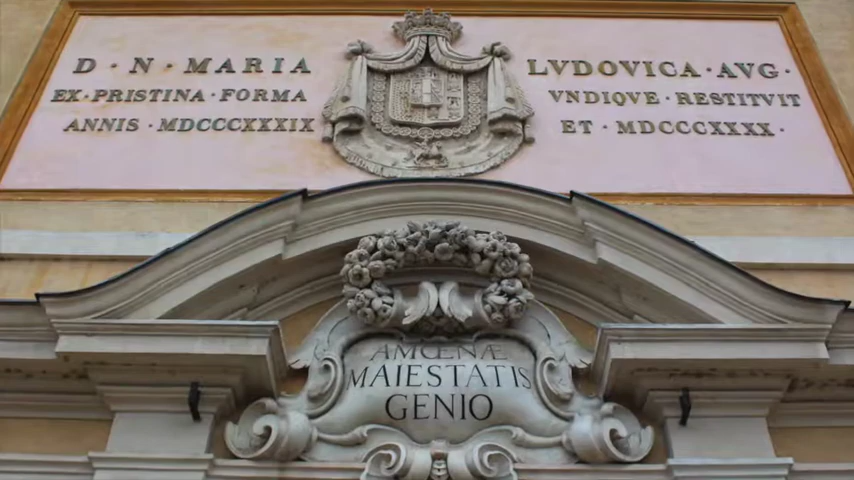 D · N · MARIA LVDOVICA · AVG ·
EX · PRISTINA · FORMA VNDIQVE · RESTITVIT
ANNIS · MDCCCXXXIX ET · MDCCCXXXX ·
AMŒNÆ
MAIESTATIS
GENIO